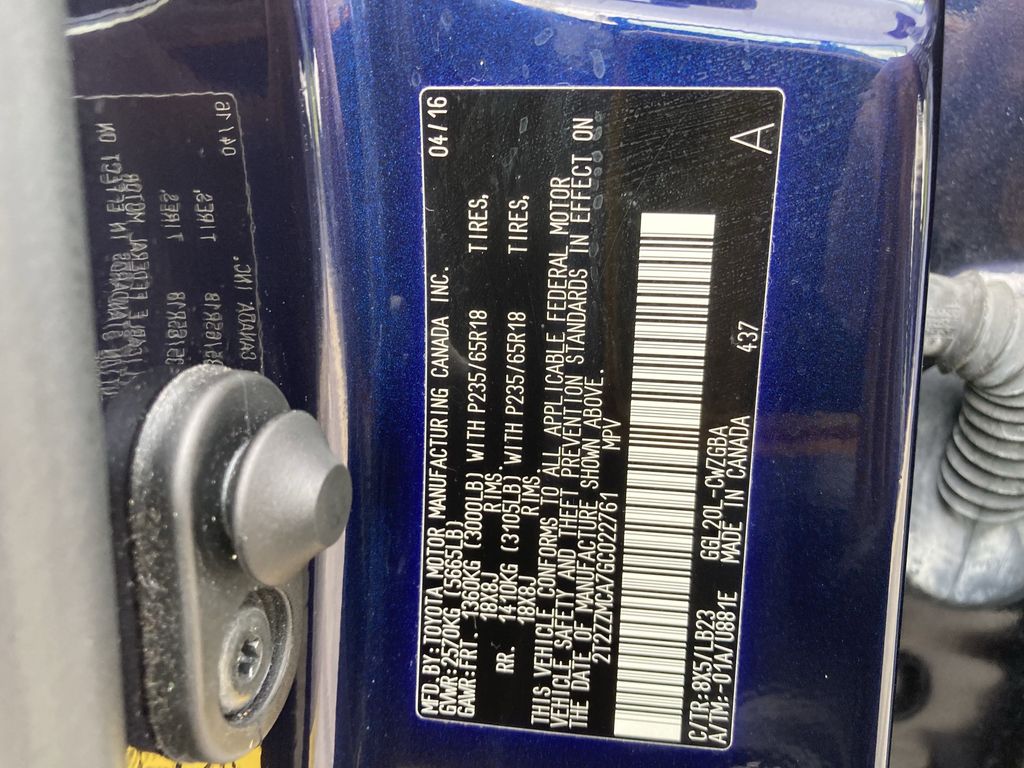 MFD.BY:TOYOTA MOTOR MANUFACTURING CANADA INC. 04/16
GVWR:2570KG (5665LB)
GAWR:FRT. 1360KG (3000LB) WITH P235/65R18 TIRES,
18X8J RIMS.
RR. 1410KG (3105LB) WITH P235/65R18 TIRES,
18X8J RIMS.
THIS VEHICLE CONFORMS TO ALL APPLICABLE FEDERAL MOTOR
VEHICLE SAFETY AND THEFT PREVENTION STANDARDS IN EFFECT ON
THE DATE OF MANUFACTURE SHOWN ABOVE.
2T2ZZMCA7GC022761 MPV
C/TR:8X5/LB23 GGL20L-CWZGBA 437 A
A/TM:-01A/U881E MADE IN CANADA